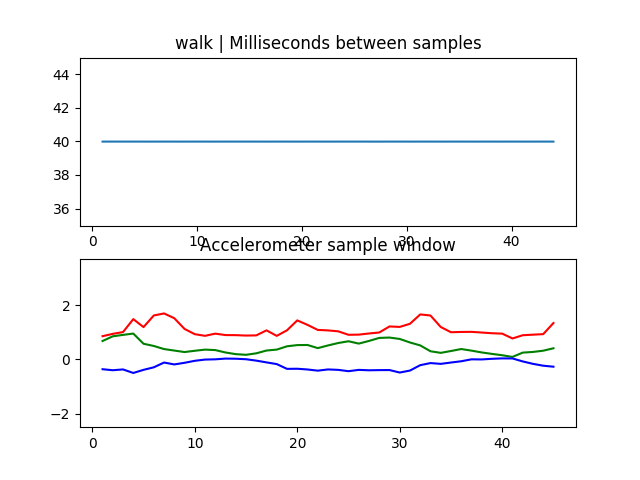 walk | Milliseconds between samples
44
42
40
38
36
0 10 20 30 40
Accelerometer sample window
2
0
−2
0 10 20 30 40